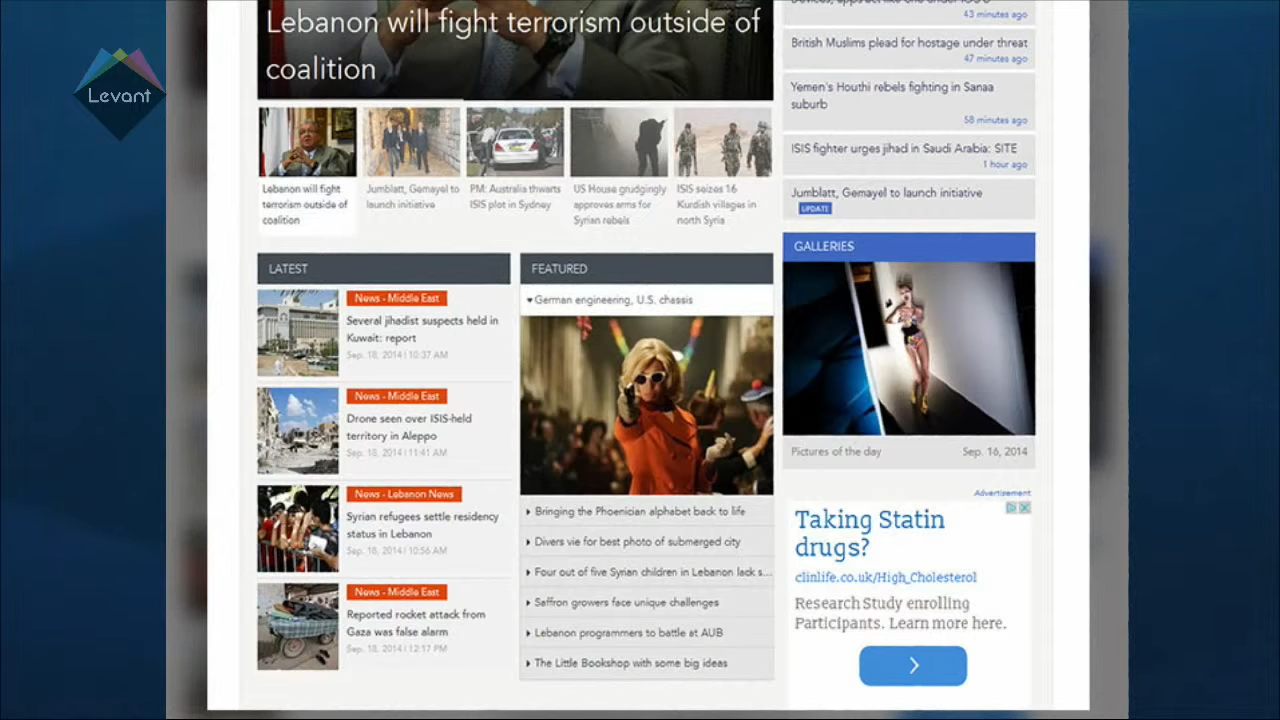 Lebanon will fight terrorism outside of
coalition
Levant
Lebanon will fight
terrorism outside of
coalition
Jumblatt, Gemayel to
launch initiative
PM: Australia thwarts
ISIS plot in Sydney
US House grudgingly
approves arms for
Syrian rebels
ISIS seizes 16
Kurdish villages in
north Syria
43 minutes ago
British Muslims plead for hostage under threat
47 minutes ago
Yemen's Houthi rebels fighting in Sanaa
suburb
58 minutes ago
ISIS fighter urges jihad in Saudi Arabia: SITE
1 hour ago
Jumblatt, Gemayel to launch initiative
UPDATE
LATEST
News - Middle East
Several jihadist suspects held in
Kuwait: report
Sep. 18, 2014 | 10:37 AM
News - Middle East
Drone seen over ISIS-held
territory in Aleppo
Sep. 18, 2014 | 11:41 AM
News - Lebanon News
Syrian refugees settle residency
status in Lebanon
Sep. 18, 2014 | 10:56 AM
News - Middle East
Reported rocket attack from
Gaza was false alarm
Sep. 18, 2014 | 12:17 PM
FEATURED
German engineering, U.S. chassis
Bringing the Phoenician alphabet back to life
Divers vie for best photo of submerged city
Four out of five Syrian children in Lebanon lack s...
Saffron growers face unique challenges
Lebanon programmers to battle at AUB
The Little Bookshop with some big ideas
GALLERIES
Pictures of the day
Sep. 16, 2014
Advertisement
Taking Statin
drugs?
clinlife.co.uk/High_Cholesterol
Research Study enrolling
Participants. Learn more here.